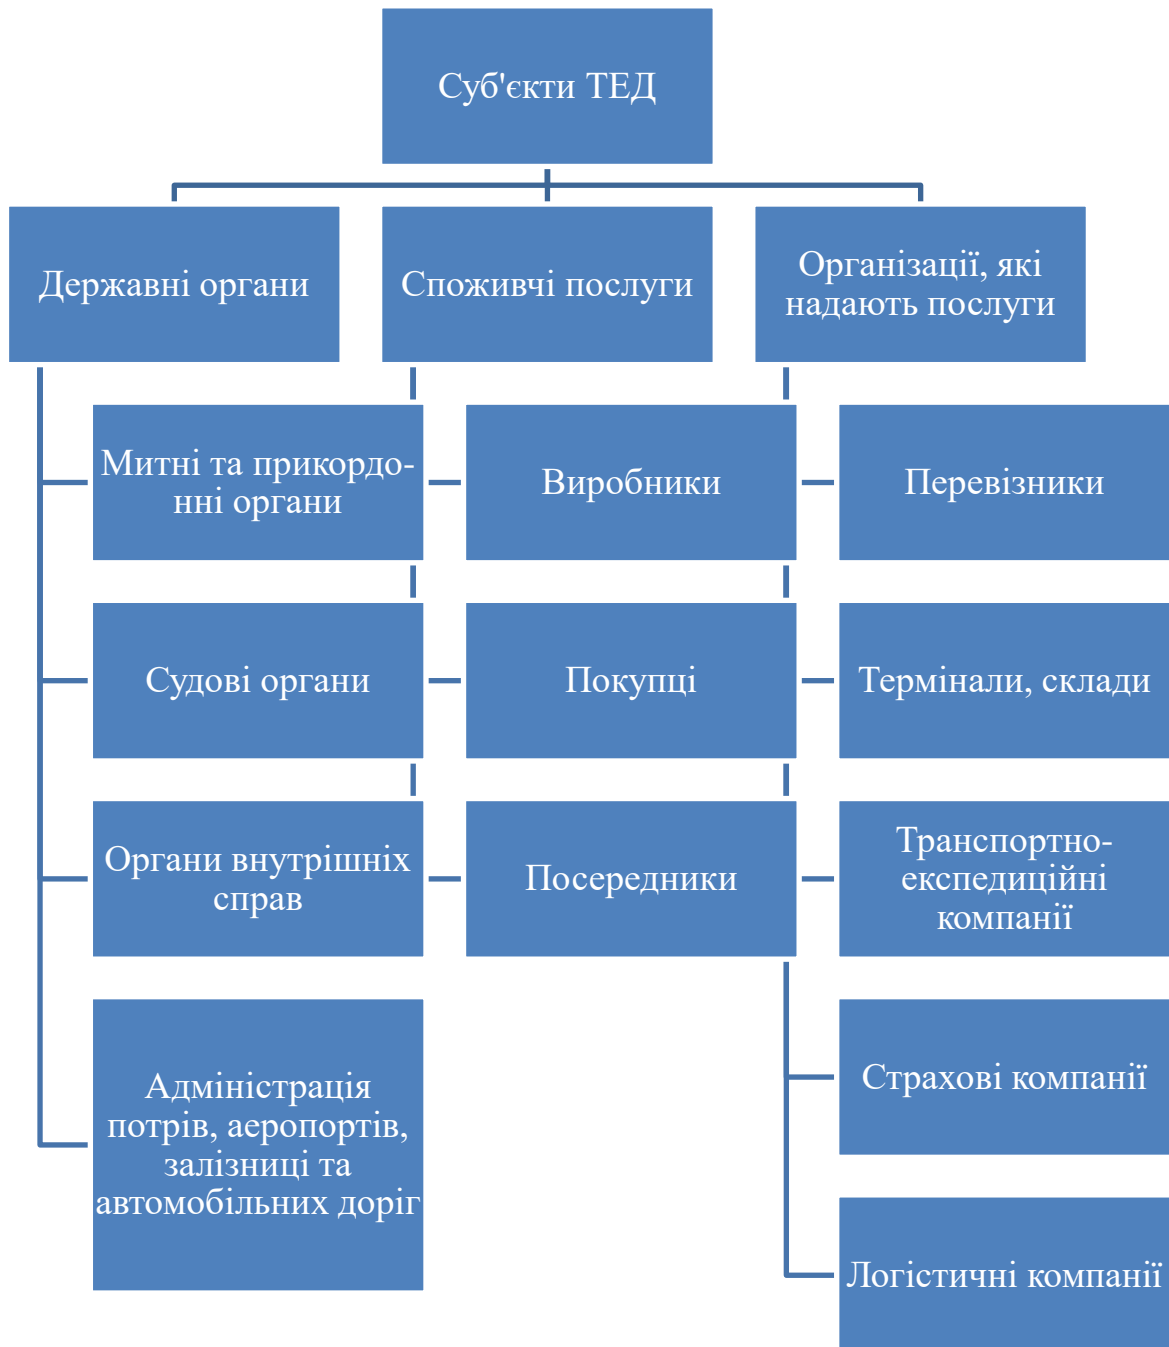 Суб'єкти ТЕД
Державні органи
Споживчі послуги
Організації, які
надають послуги
Митні та прикордо-
нні органи
Виробники
Перевізники
Судові органи
Покупці
Термінали, склади
Органи внутрішніх
справ
Посередники
Транспортно-
експедиційні
компанії
Адміністрація
потрів, аеропортів,
залізниці та
автомобільних доріг
Страхові компанії
Логістичні компанії